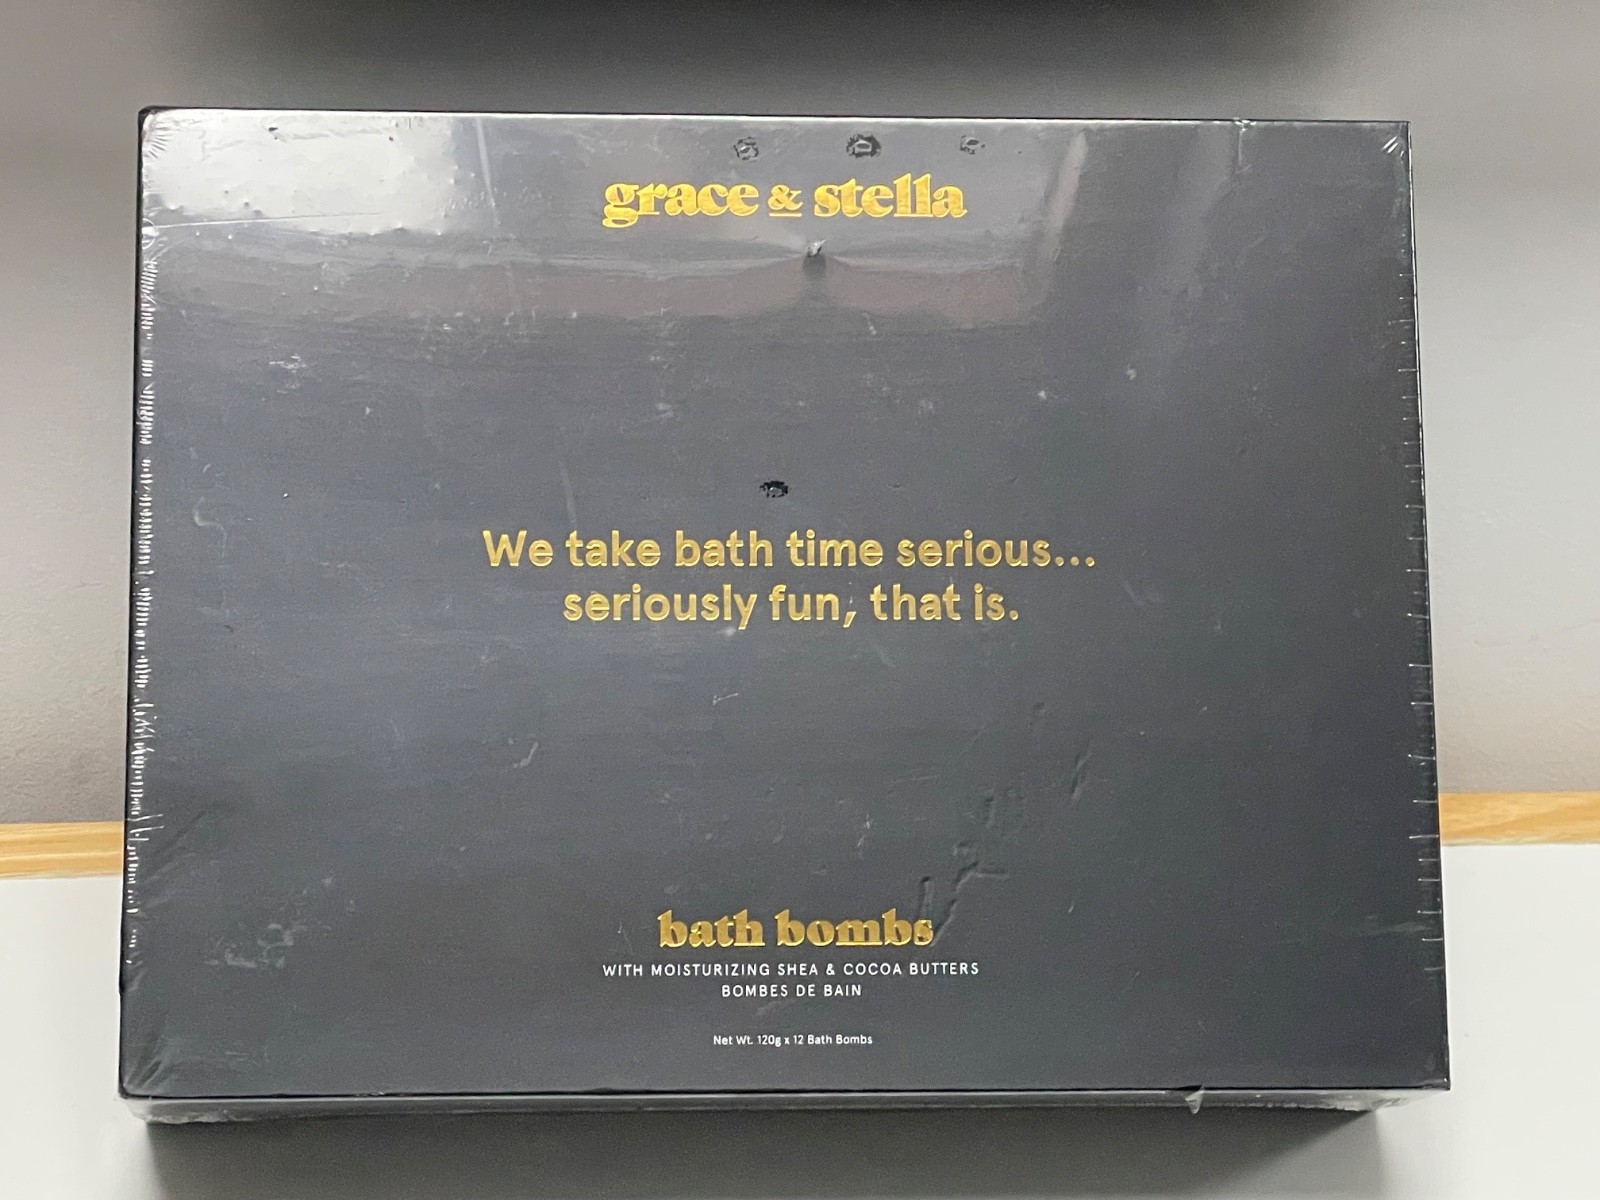 grace & stella
We take bath time serious...
seriously fun, that is.
bath bombs
WITH MOISTURIZING SHEA & COCOA BUTTERS
BOMBES DE BAIN
Net Wt. 120g x 12 Bath Bombs